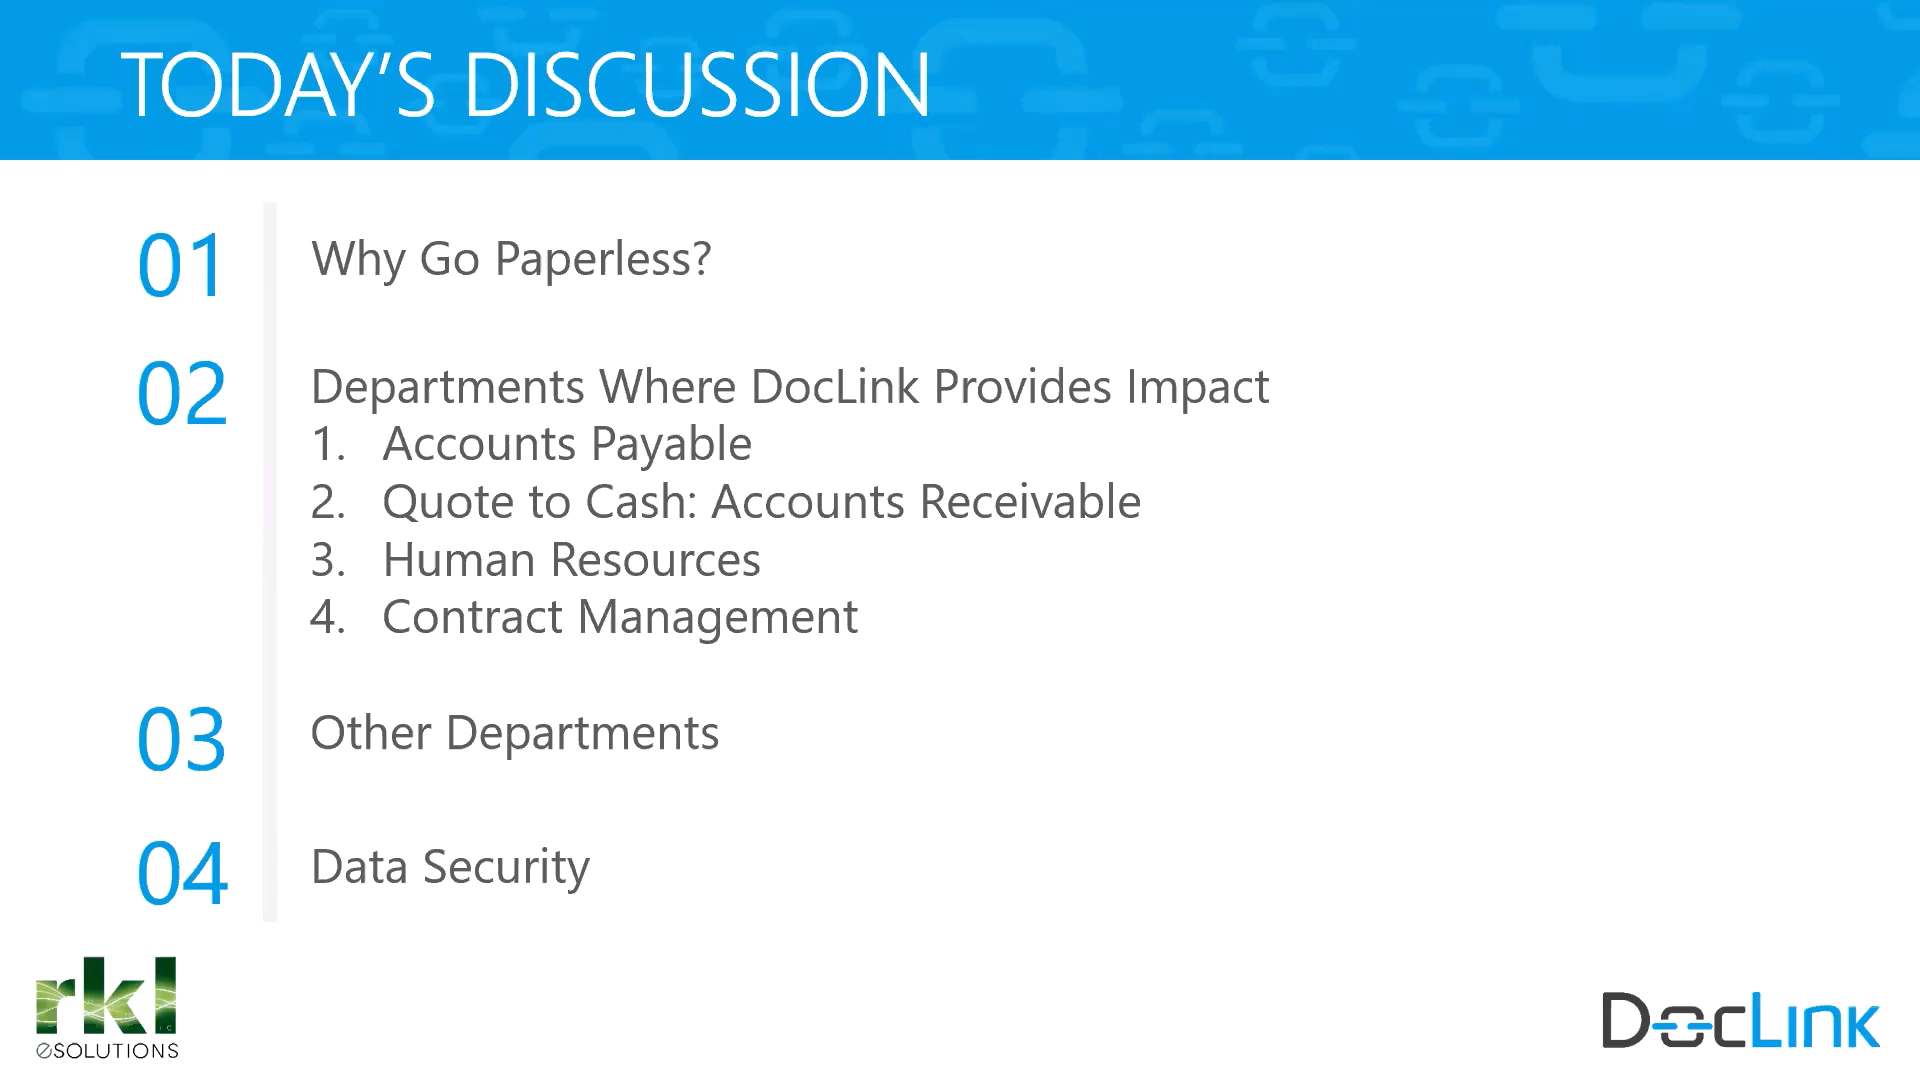 TODAY’S DISCUSSION
01
Why Go Paperless?
02
Departments Where DocLink Provides Impact
1. Accounts Payable
2. Quote to Cash: Accounts Receivable
3. Human Resources
4. Contract Management
03
Other Departments
04
Data Security
rkl
eSOLUTIONS
DocLink